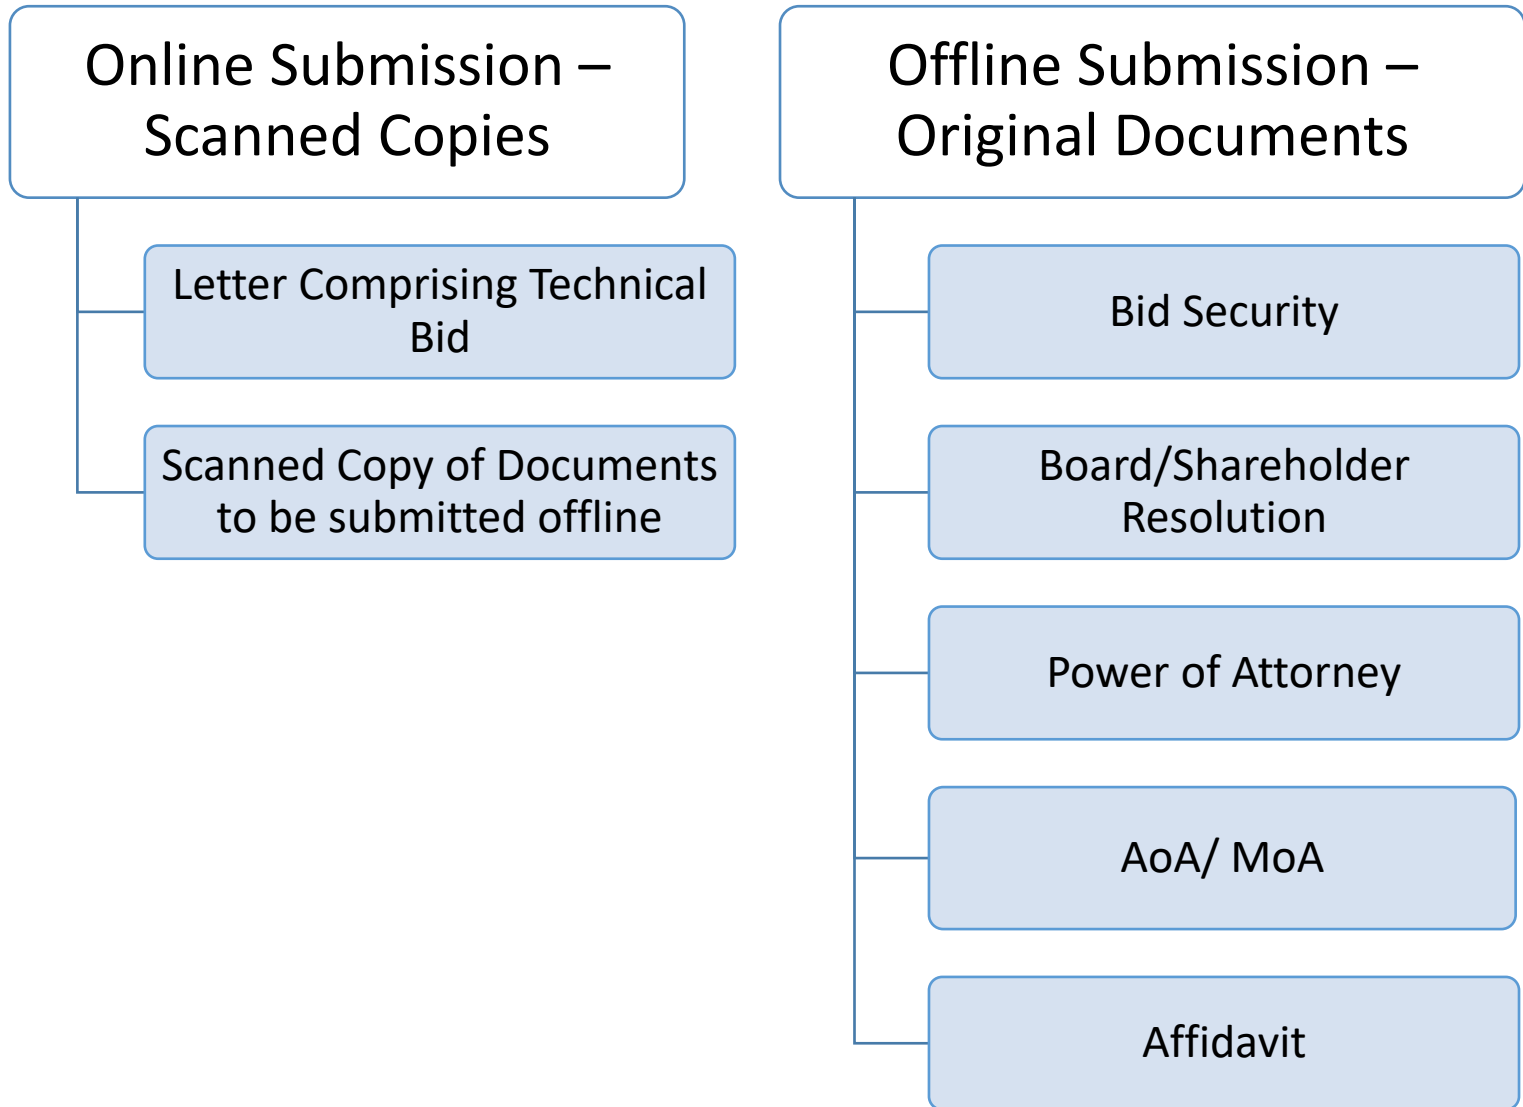 Online Submission –
Scanned Copies
Letter Comprising Technical
Bid
Scanned Copy of Documents
to be submitted offline
Offline Submission –
Original Documents
Bid Security
Board/Shareholder
Resolution
Power of Attorney
AoA/ MoA
Affidavit